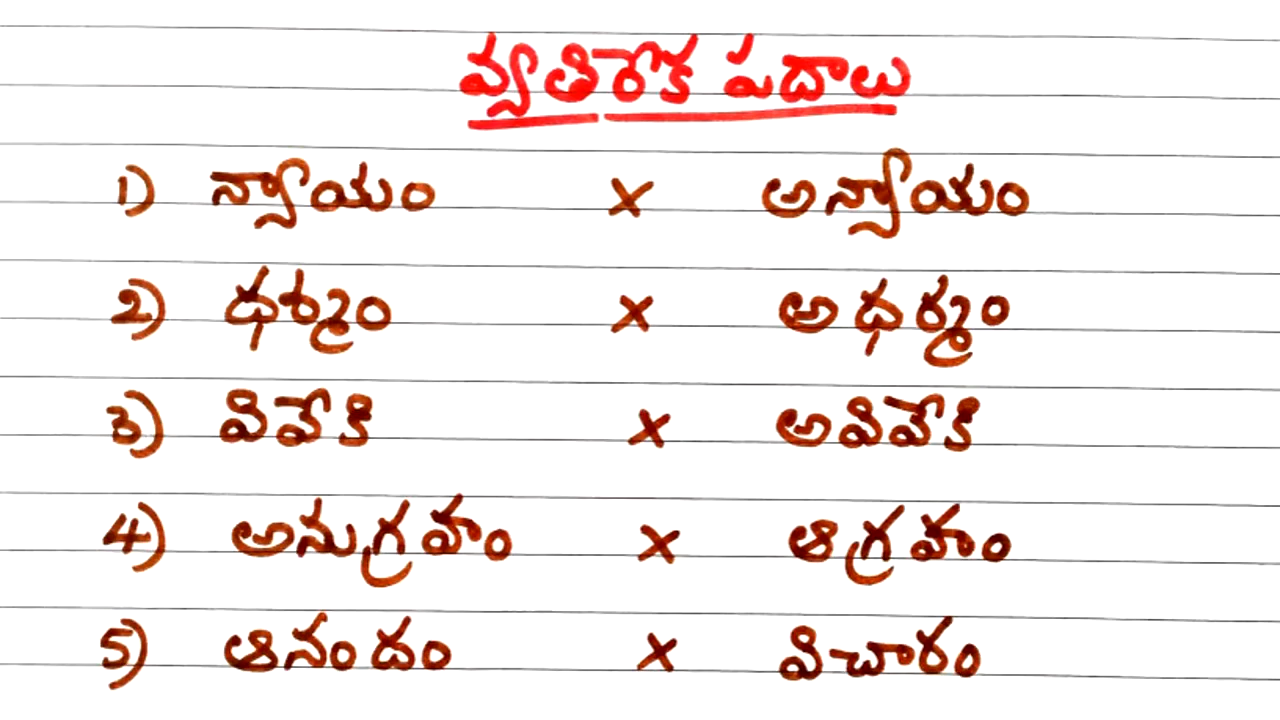 వ్యతిరేక పదాలు
1) న్యాయం × అన్యాయం
2) ధర్మం × అధర్మం
3) వివేకి × అవివేకి
4) అనుగ్రహం × ఆగ్రహం
5) ఆనందం × విచారం